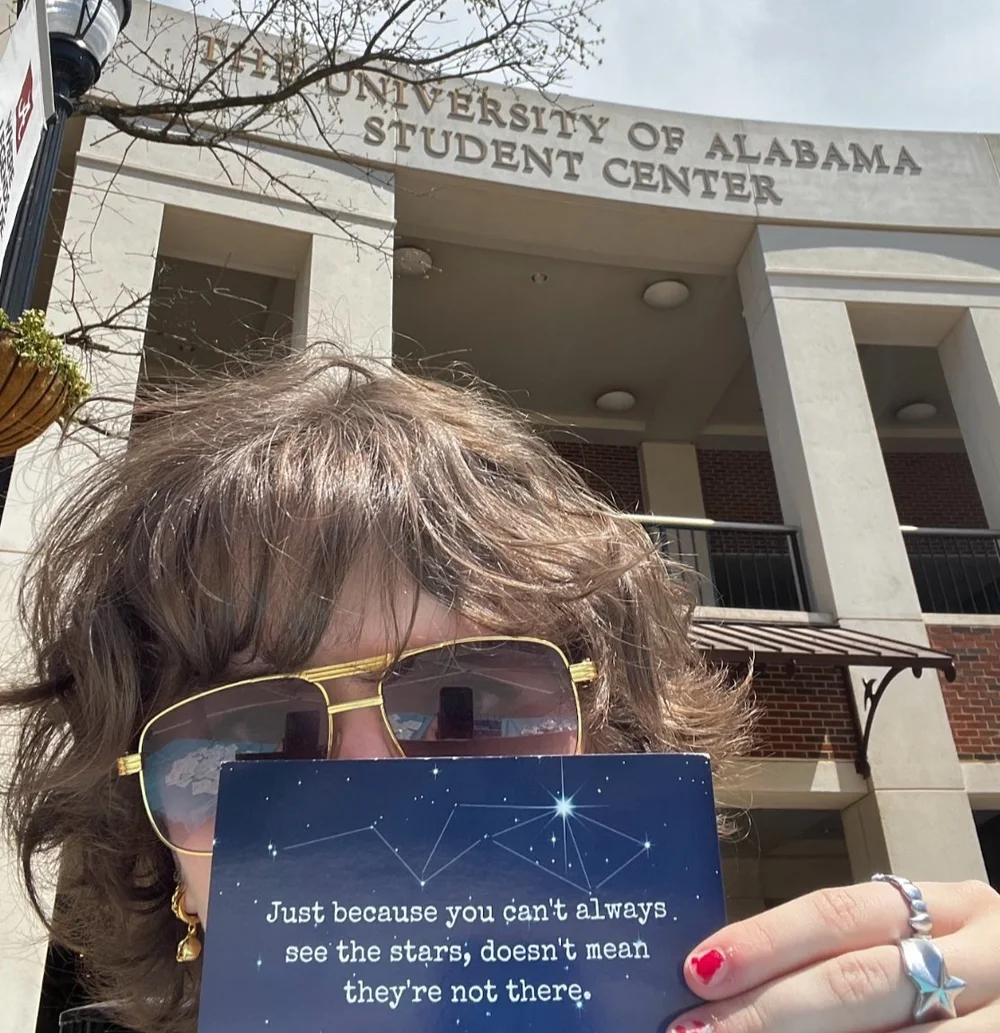 THE UNIVERSITY OF ALABAMA
STUDENT CENTER
Just because you can't always
see the stars, doesn't mean
they're not there.